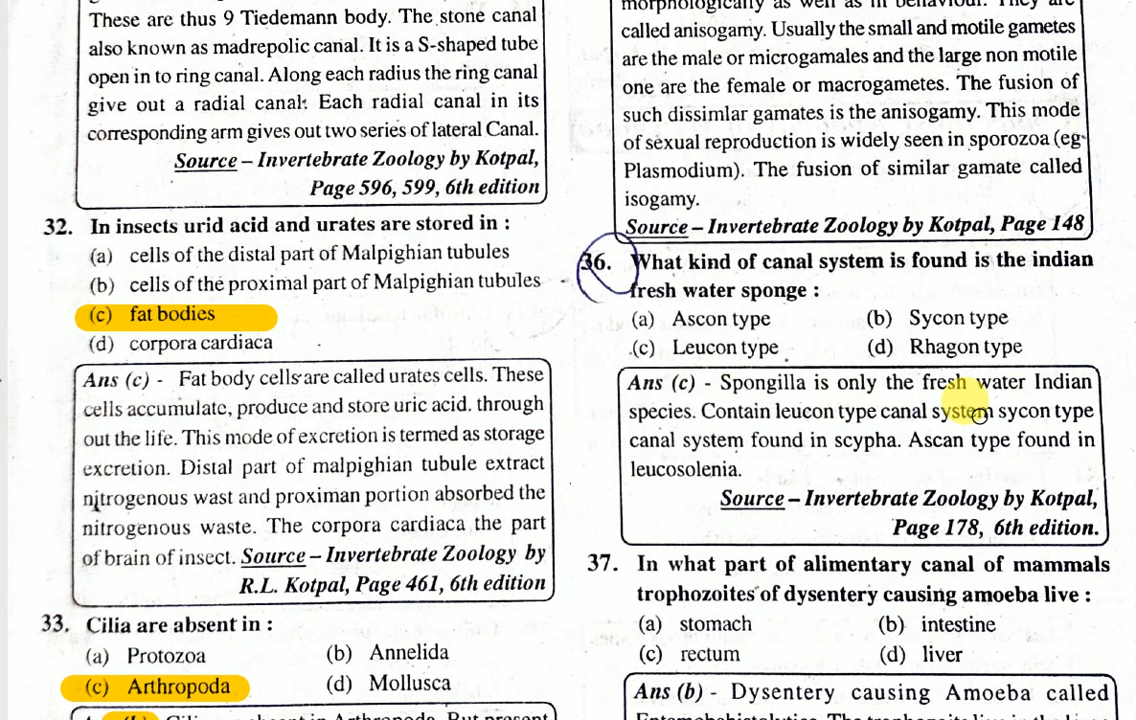 These are thus 9 Tiedemann body. The stone canal
also known as madrepolic canal. It is a S-shaped tube
open in to ring canal. Along each radius the ring canal
give out a radial canal. Each radial canal in its
corresponding arm gives out two series of lateral Canal.
Source – Invertebrate Zoology by Kotpal,
Page 596, 599, 6th edition
32. In insects urid acid and urates are stored in :
(a) cells of the distal part of Malpighian tubules
(b) cells of the proximal part of Malpighian tubules
(c) fat bodies
(d) corpora cardiaca
Ans (c) - Fat body cells are called urates cells. These
cells accumulate, produce and store uric acid. through
out the life. This mode of excretion is termed as storage
excretion. Distal part of malpighian tubule extract
nitrogenous wast and proximan portion absorbed the
nitrogenous waste. The corpora cardiaca the part
of brain of insect. Source – Invertebrate Zoology by
R.L. Kotpal, Page 461, 6th edition
33. Cilia are absent in :
(a) Protozoa (b) Annelida
(c) Arthropoda (d) Mollusca
morphologically as well as in behaviour. They are
called anisogamy. Usually the small and motile gametes
are the male or microgamales and the large non motile
one are the female or macrogametes. The fusion of
such dissimlar gamates is the anisogamy. This mode
of sexual reproduction is widely seen in sporozoa (eg-
Plasmodium). The fusion of similar gamate called
isogamy.
Source – Invertebrate Zoology by Kotpal, Page 148
36. What kind of canal system is found is the indian
fresh water sponge :
(a) Ascon type (b) Sycon type
(c) Leucon type (d) Rhagon type
Ans (c) - Spongilla is only the fresh water Indian
species. Contain leucon type canal system sycon type
canal system found in scypha. Ascan type found in
leucosolenia.
Source – Invertebrate Zoology by Kotpal,
Page 178, 6th edition.
37. In what part of alimentary canal of mammals
trophozoites of dysentery causing amoeba live :
(a) stomach (b) intestine
(c) rectum (d) liver
Ans (b) - Dysentery causing Amoeba called